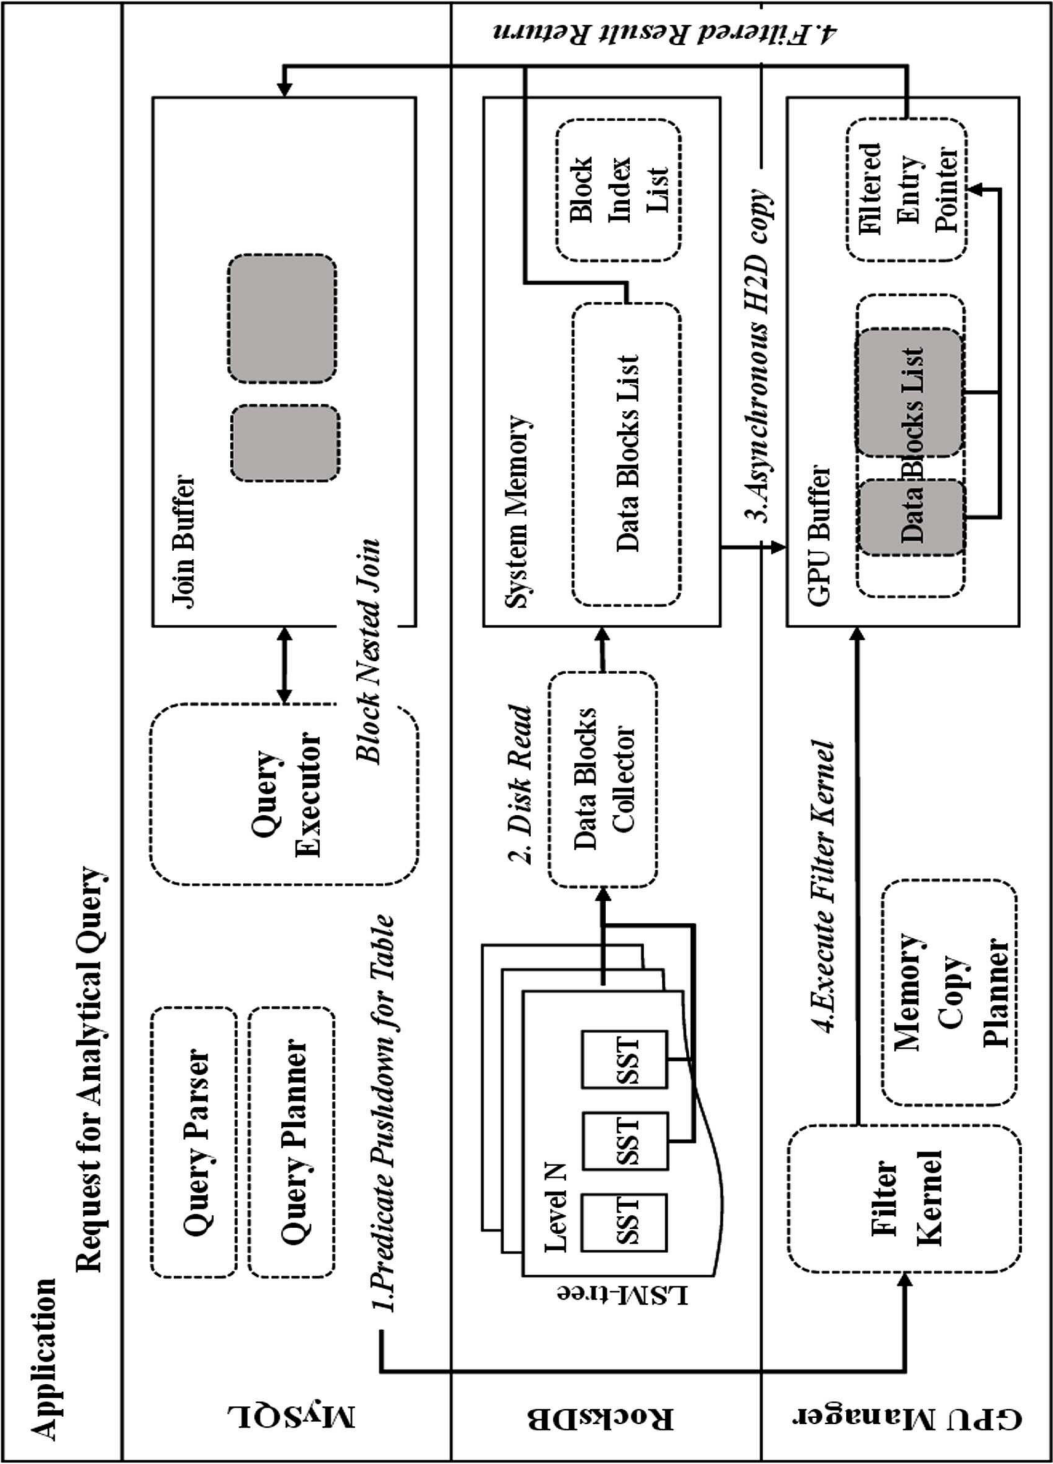 Application
Request for Analytical Query
MySQL
Query Parser
Query Planner
Query
Executor
Join Buffer
Block Nested Join
1.Predicate Pushdown for Table
RocksDB
LSM-tree
Level N
SST
SST
SST
2. Disk Read
Data Blocks
Collector
System Memory
Data Blocks List
Block
Index
List
3.Asynchronous H2D copy
GPU Manager
Filter
Kernel
Memory
Copy
Planner
4.Execute Filter Kernel
GPU Buffer
Data Blocks List
Filtered
Entry
Pointer
4.Filtered Result Return